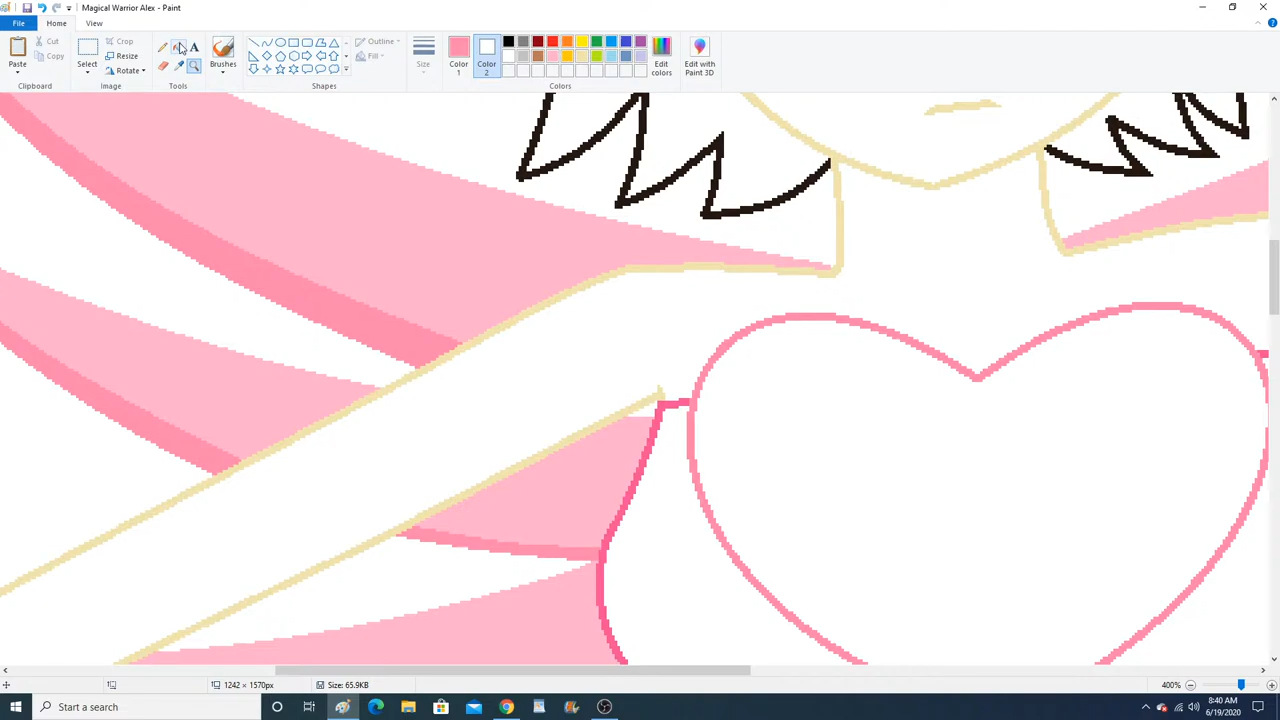 Magical Warrior Alex - Paint
File
Home
View
Paste
Cut
Copy
Clipboard
Select
Crop
Resize
Rotate
Image
A
Tools
Brushes
Shapes
Outline
Fill
Size
Color 1
Color 2
Colors
Edit colors
Edit with Paint 3D
1242 × 1570px
Size: 65.9KB
400%
Search
8:40 AM
6/19/2020